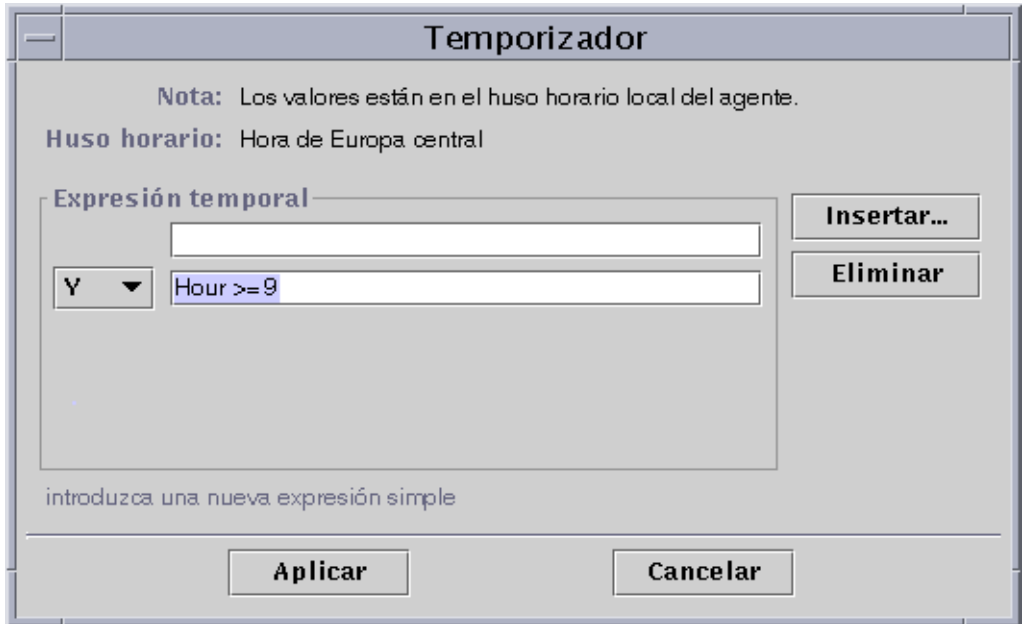 Temporizador
Nota: Los valores están en el huso horario local del agente.
Huso horario: Hora de Europa central
Expresión temporal
Insertar...
Eliminar
Y Hour >= 9
introduzca una nueva expresión simple
Aplicar Cancelar